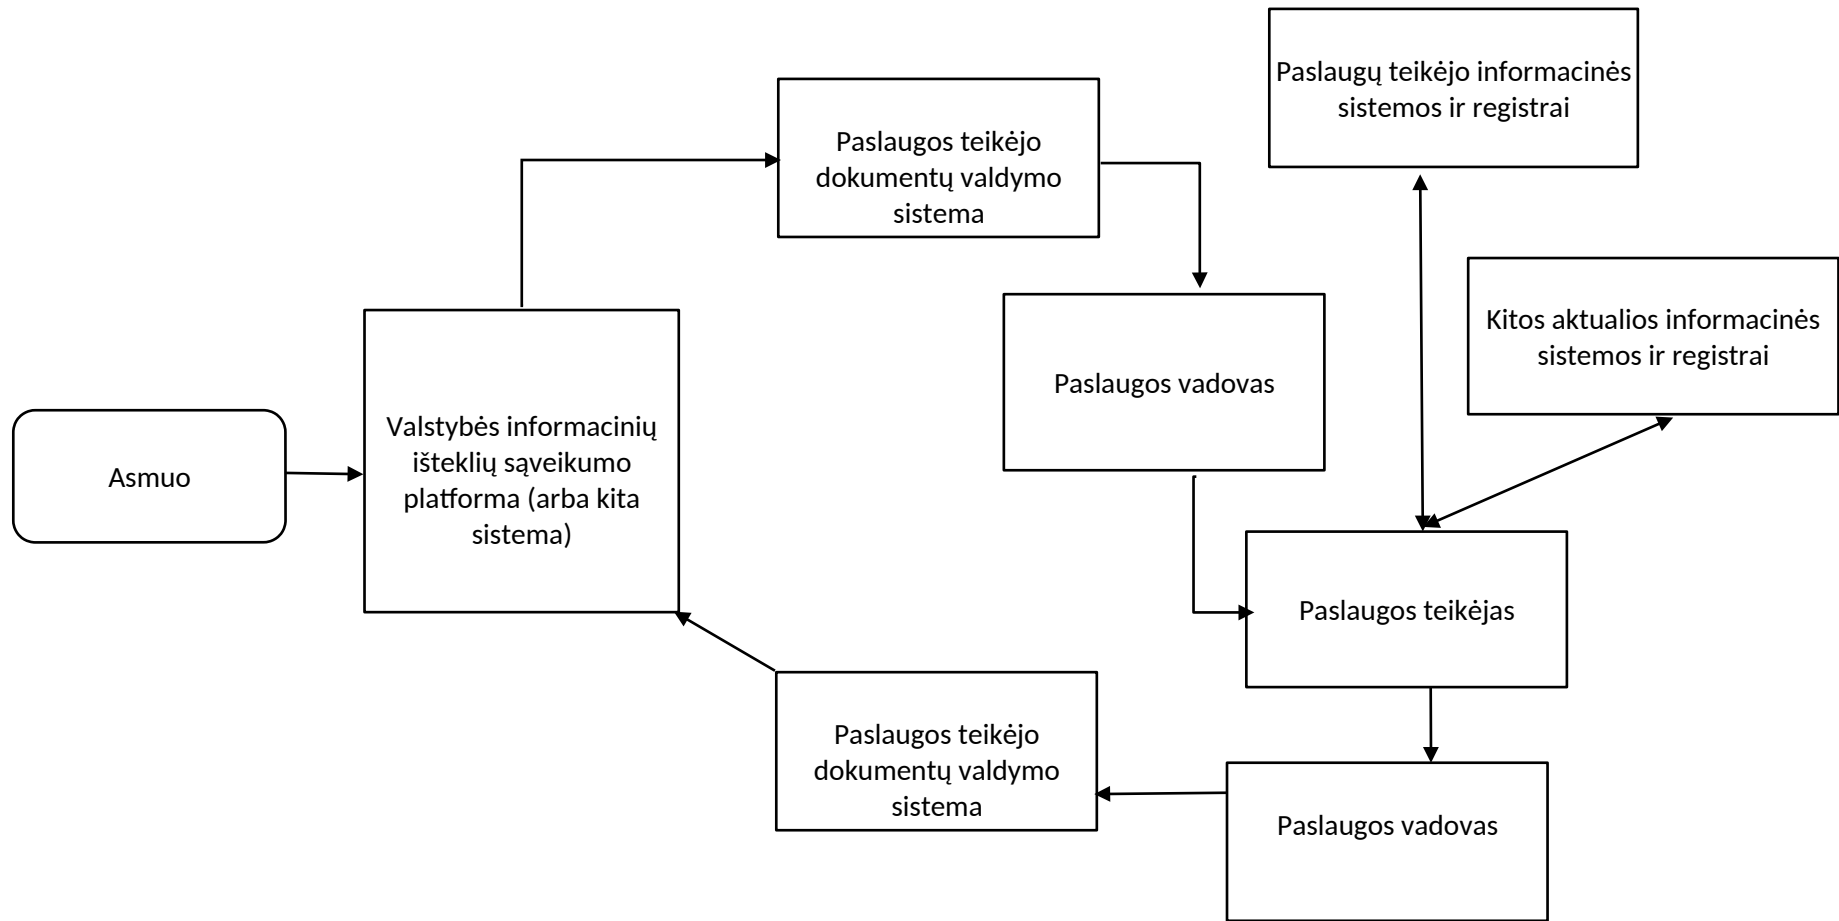 Paslaugų teikėjo informacinės
sistemos ir registrai
Paslaugos teikėjo
dokumentų valdymo
sistema
Kitos aktualios informacinės
sistemos ir registrai
Paslaugos vadovas
Valstybės informacinių
išteklių sąveikumo
platforma (arba kita
sistema)
Asmuo
Paslaugos teikėjas
Paslaugos teikėjo
dokumentų valdymo
sistema
Paslaugos vadovas